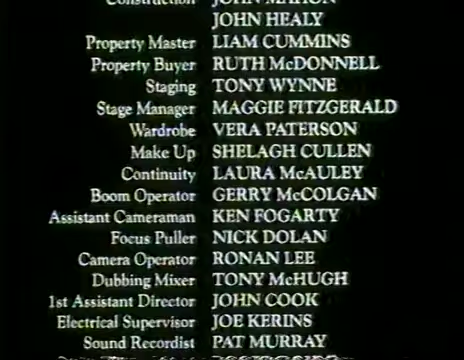 Construction JOHN MAHON
JOHN HEALY
Property Master LIAM CUMMINS
Property Buyer RUTH McDONNELL
Staging TONY WYNNE
Stage Manager MAGGIE FITZGERALD
Wardrobe VERA PATERSON
Make Up SHELAGH CULLEN
Continuity LAURA McAULEY
Boom Operator GERRY McCOLGAN
Assistant Cameraman KEN FOGARTY
Focus Puller NICK DOLAN
Camera Operator RONAN LEE
Dubbing Mixer TONY McHUGH
1st Assistant Director JOHN COOK
Electrical Supervisor JOE KERINS
Sound Recordist PAT MURRAY